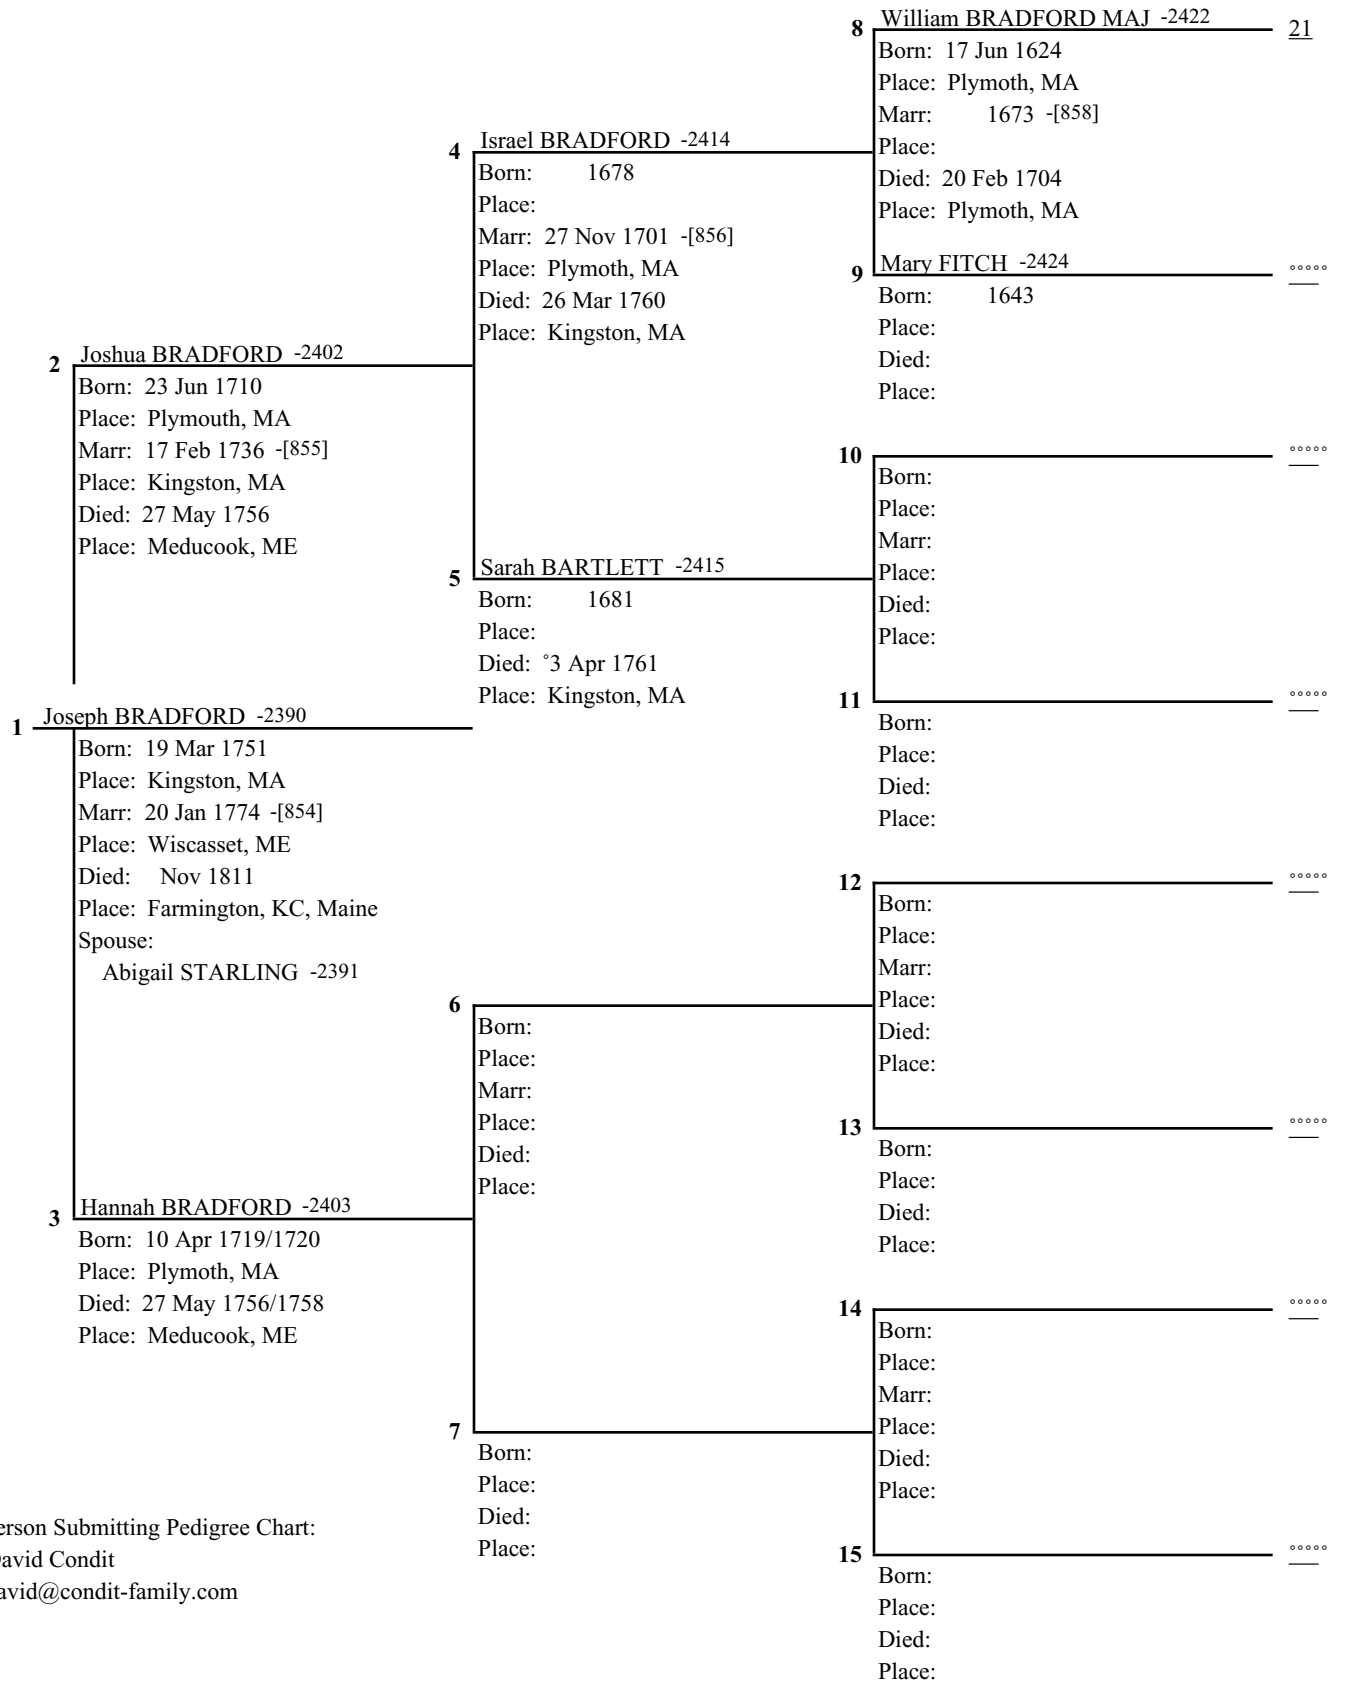 8 William BRADFORD MAJ -2422 21
Born: 17 Jun 1624
Place: Plymoth, MA
Marr: 1673 -[858]
Place:
Died: 20 Feb 1704
Place: Plymoth, MA
4 Israel BRADFORD -2414
Born: 1678
Place:
Marr: 27 Nov 1701 -[856]
Place: Plymoth, MA
Died: 26 Mar 1760
Place: Kingston, MA
9 Mary FITCH -2424 °°°°°
Born: 1643
Place:
Died:
Place:
2 Joshua BRADFORD -2402
Born: 23 Jun 1710
Place: Plymouth, MA
Marr: 17 Feb 1736 -[855]
Place: Kingston, MA
Died: 27 May 1756
Place: Meducook, ME
10 °°°°°
Born:
Place:
Marr:
Place:
Died:
Place:
5 Sarah BARTLETT -2415
Born: 1681
Place:
Died: °3 Apr 1761
Place: Kingston, MA
11 °°°°°
Born:
Place:
Died:
Place:
1 Joseph BRADFORD -2390
Born: 19 Mar 1751
Place: Kingston, MA
Marr: 20 Jan 1774 -[854]
Place: Wiscasset, ME
Died: Nov 1811
Place: Farmington, KC, Maine
Spouse:
Abigail STARLING -2391
12 °°°°°
Born:
Place:
Marr:
Place:
Died:
Place:
6
Born:
Place:
Marr:
Place:
Died:
Place:
13 °°°°°
Born:
Place:
Died:
Place:
3 Hannah BRADFORD -2403
Born: 10 Apr 1719/1720
Place: Plymoth, MA
Died: 27 May 1756/1758
Place: Meducook, ME
14 °°°°°
Born:
Place:
Marr:
Place:
Died:
Place:
7
Born:
Place:
Died:
Place:
15 °°°°°
Born:
Place:
Died:
Place:
erson Submitting Pedigree Chart:
David Condit
avid@condit-family.com